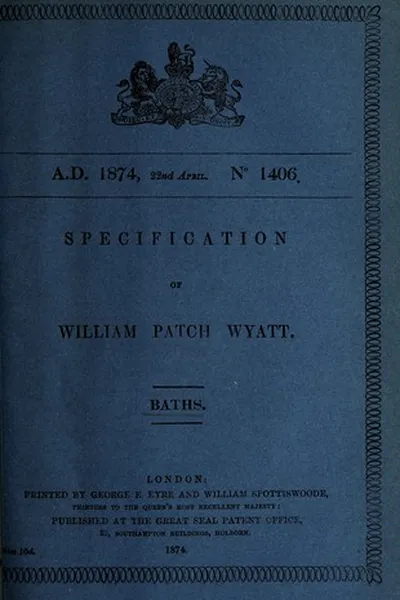 A.D. 1874, 22nd APRIL. No 1406.
SPECIFICATION
OF
WILLIAM PATCH WYATT.
BATHS.
LONDON:
PRINTED BY GEORGE E. EYRE AND WILLIAM SPOTTISWOODE,
PRINTERS TO THE QUEEN'S MOST EXCELLENT MAJESTY:
PUBLISHED AT THE GREAT SEAL PATENT OFFICE,
25, SOUTHAMPTON BUILDINGS, HOLBORN.
10d.
1874.